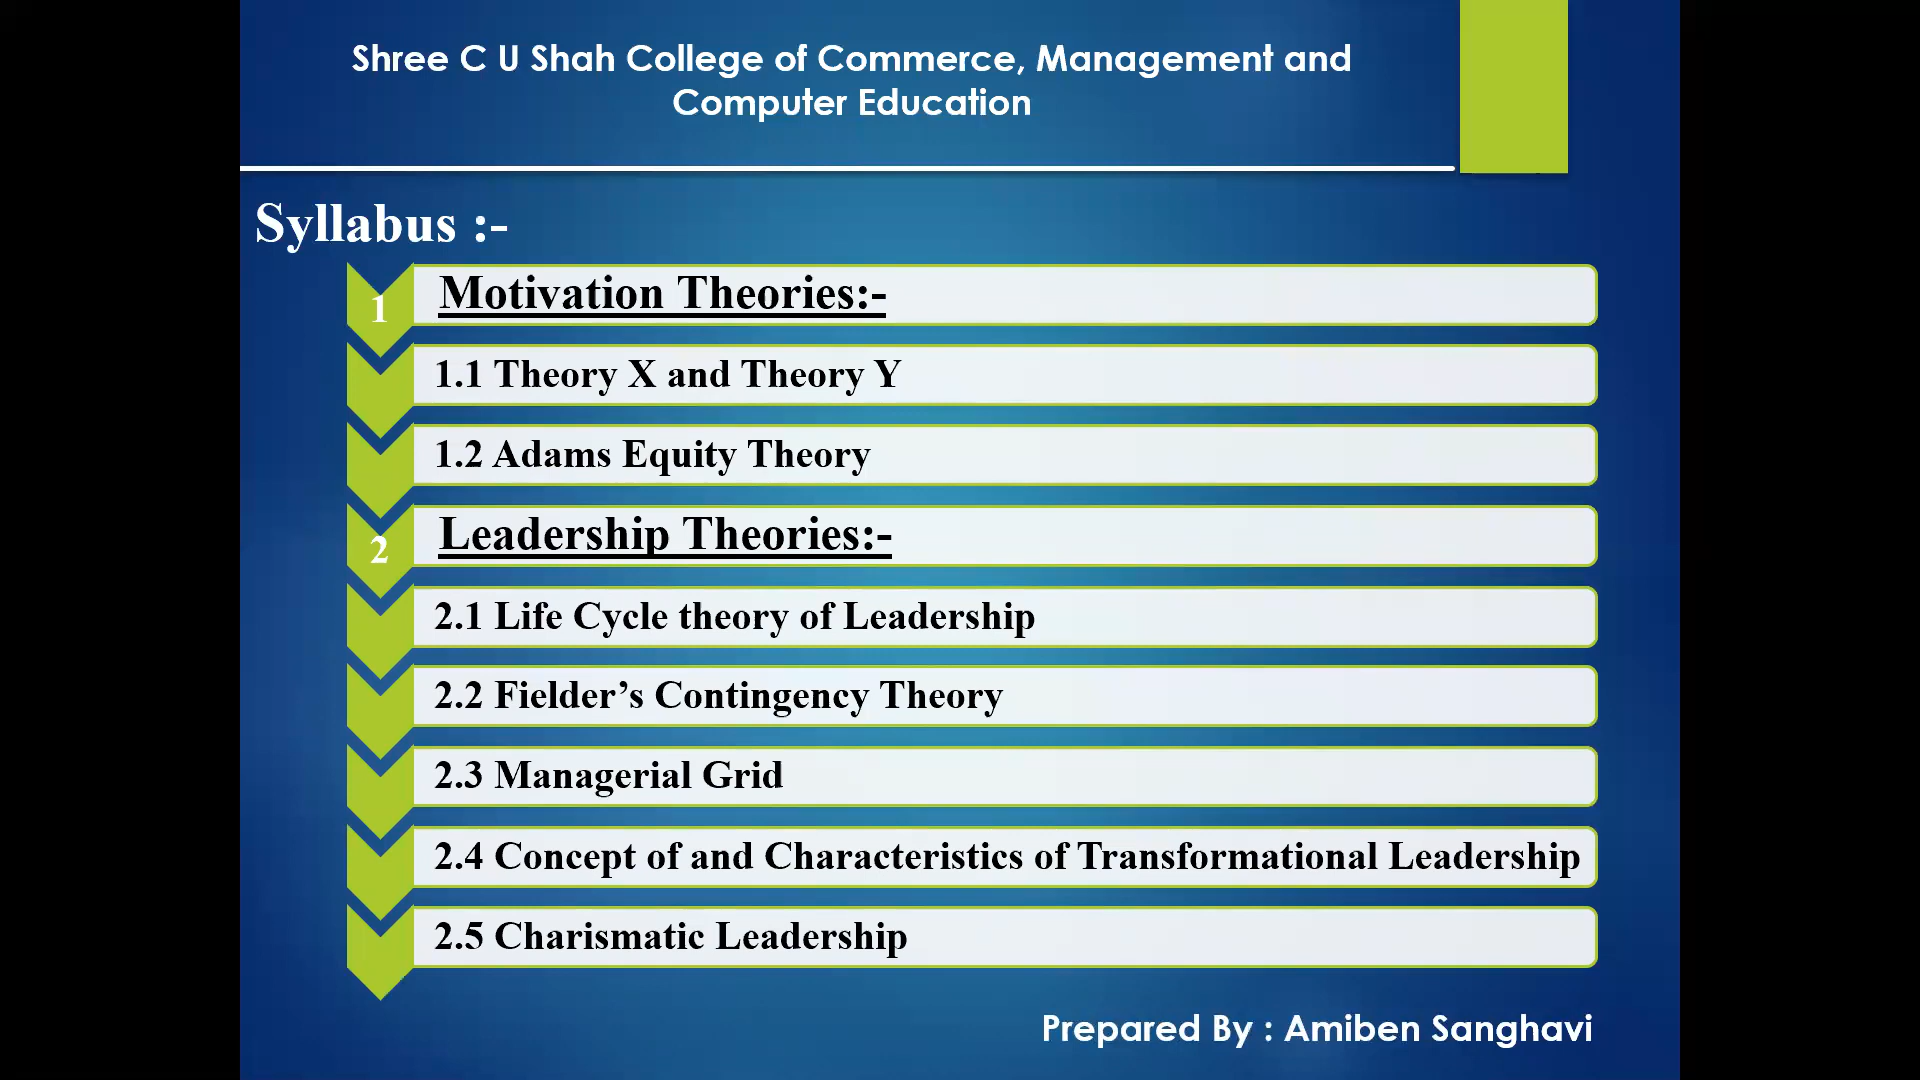 Shree C U Shah College of Commerce, Management and
Computer Education
Syllabus :-
1 Motivation Theories:-
1.1 Theory X and Theory Y
1.2 Adams Equity Theory
2 Leadership Theories:-
2.1 Life Cycle theory of Leadership
2.2 Fielder’s Contingency Theory
2.3 Managerial Grid
2.4 Concept of and Characteristics of Transformational Leadership
2.5 Charismatic Leadership
Prepared By : Amiben Sanghavi